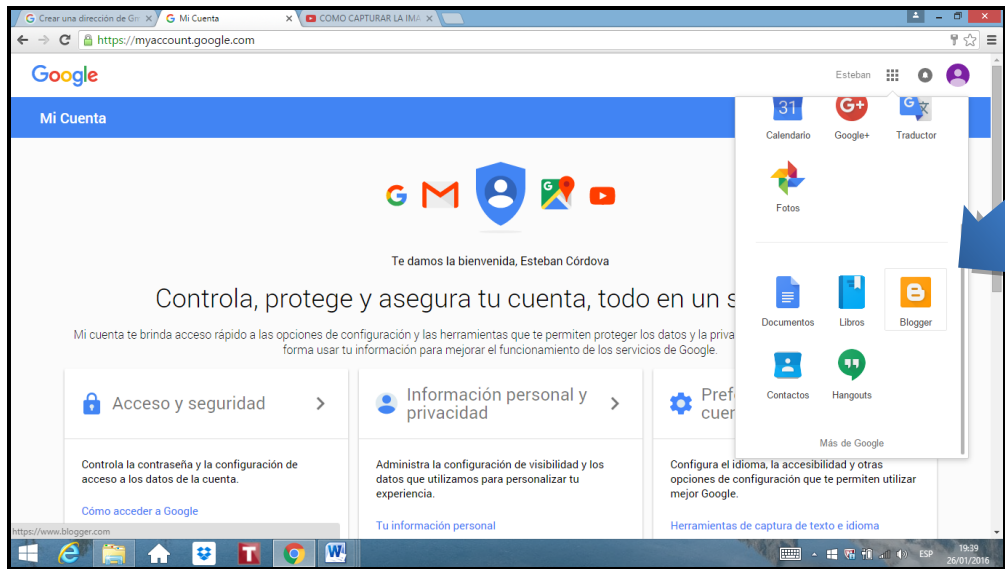 Crear una dirección de Gm
Mi Cuenta
COMO CAPTURAR LA IMA
https://myaccount.google.com
Google
Esteban
Mi Cuenta
31
G+
G
Calendario
Google+
Traductor
Fotos
G
Te damos la bienvenida, Esteban Córdova
Controla, protege y asegura tu cuenta, todo en un s
Mi cuenta te brinda acceso rápido a las opciones de configuración y las herramientas que te permiten proteger los datos y la priva
forma usar tu información para mejorar el funcionamiento de los servicios de Google.
Documentos
Libros
Blogger
Contactos
Hangouts
Más de Google
Acceso y seguridad
Información personal y
privacidad
Pref
cuen
Controla la contraseña y la configuración de
acceso a los datos de la cuenta.
Cómo acceder a Google
Administra la configuración de visibilidad y los
datos que utilizamos para personalizar tu
experiencia.
Tu información personal
Configura el idioma, la accesibilidad y otras
opciones de configuración que te permiten utilizar
mejor Google.
Herramientas de captura de texto e idioma
https://www.blogger.com
ESP
19:39
26/01/2016